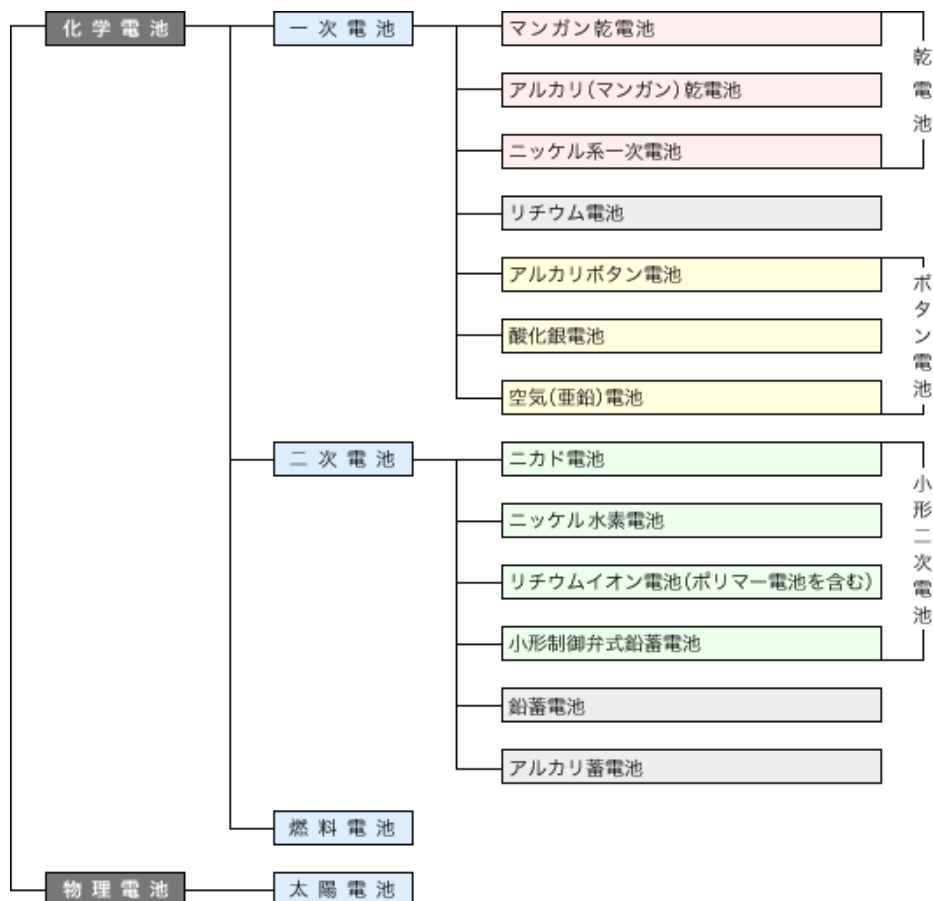 化学電池
一次電池
マンガン乾電池
アルカリ(マンガン)乾電池
ニッケル系一次電池
乾電池
リチウム電池
アルカリボタン電池
酸化銀電池
空気(亜鉛)電池
ボタン電池
二次電池
ニカド電池
ニッケル水素電池
リチウムイオン電池(ポリマー電池を含む)
小形制御弁式鉛蓄電池
小形二次電池
鉛蓄電池
アルカリ蓄電池
燃料電池
物理電池
太陽電池